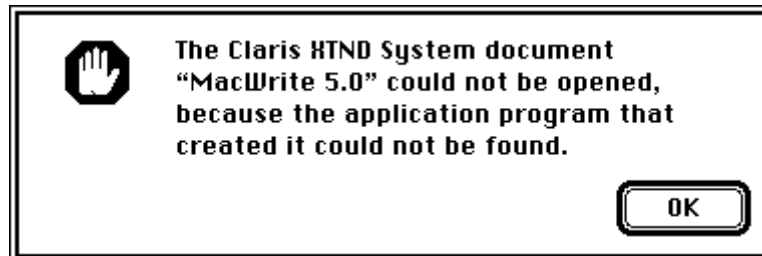 The Claris XTND System document
“MacWrite 5.0” could not be opened,
because the application program that
created it could not be found.
OK